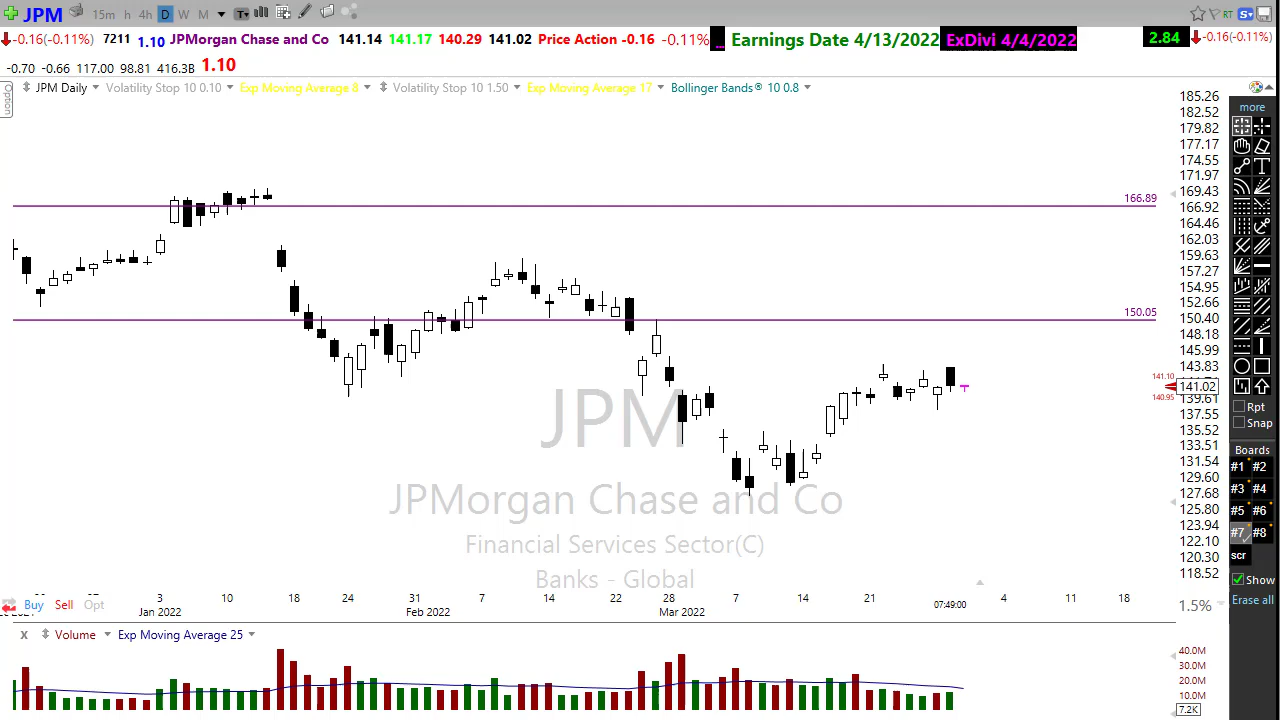 JPM 15m h 4h D W M T RT S
-0.16(-0.11%) 7211 1.10 JPMorgan Chase and Co 141.14 141.17 140.29 141.02 Price Action -0.16 -0.11% ... Earnings Date 4/13/2022 ExDivi 4/4/2022 2.84 -0.16(-0.11%)
-0.70 -0.66 117.00 98.81 416.3B 1.10
Option
JPM Daily Volatility Stop 10 0.10 Exp Moving Average 8 Volatility Stop 10 1.50 Exp Moving Average 17 Bollinger Bands® 10 0.8
185.26
182.52
179.82
177.17
174.55
171.97
169.43
166.92
164.46
162.03
159.63
157.27
154.95
152.66
150.40
148.18
145.99
143.83
141.02
139.61
137.55
135.52
133.51
131.54
129.60
127.68
125.80
123.94
122.10
120.30
118.52
166.89
150.05
141.10
140.95
JPM
JPMorgan Chase and Co
Financial Services Sector(C)
Banks - Global
Buy Sell Opt
3 10 18 24 31 7 14 22 28 7 14 21 07:49:00 4 11 18
Jan 2022 Feb 2022 Mar 2022
1.5%
x Volume Exp Moving Average 25
40.0M
30.0M
20.0M
10.0M
7.2K
more
T
Rpt
Snap
Boards
#1 #2
#3 #4
#5 #6
#7 #8
scr
Show
Erase all